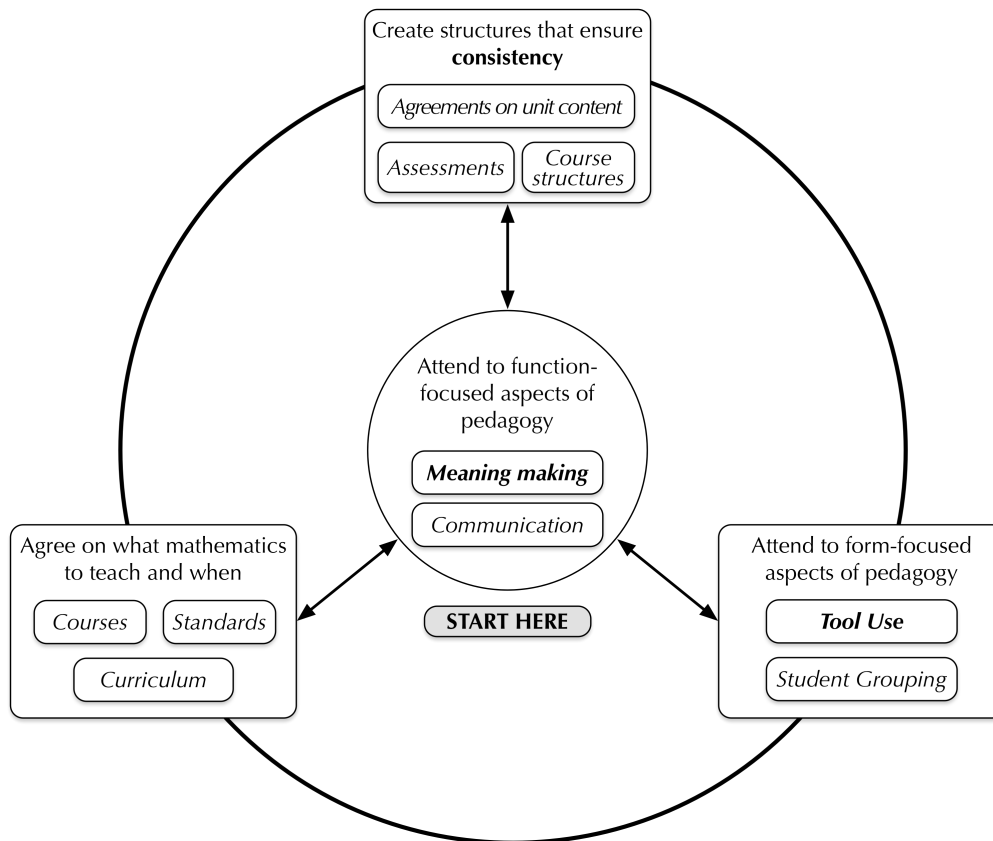 Create structures that ensure
consistency
Agreements on unit content
Assessments
Course
structures
Attend to function-
focused aspects of
pedagogy
Meaning making
Communication
START HERE
Agree on what mathematics
to teach and when
Courses
Standards
Curriculum
Attend to form-focused
aspects of pedagogy
Tool Use
Student Grouping